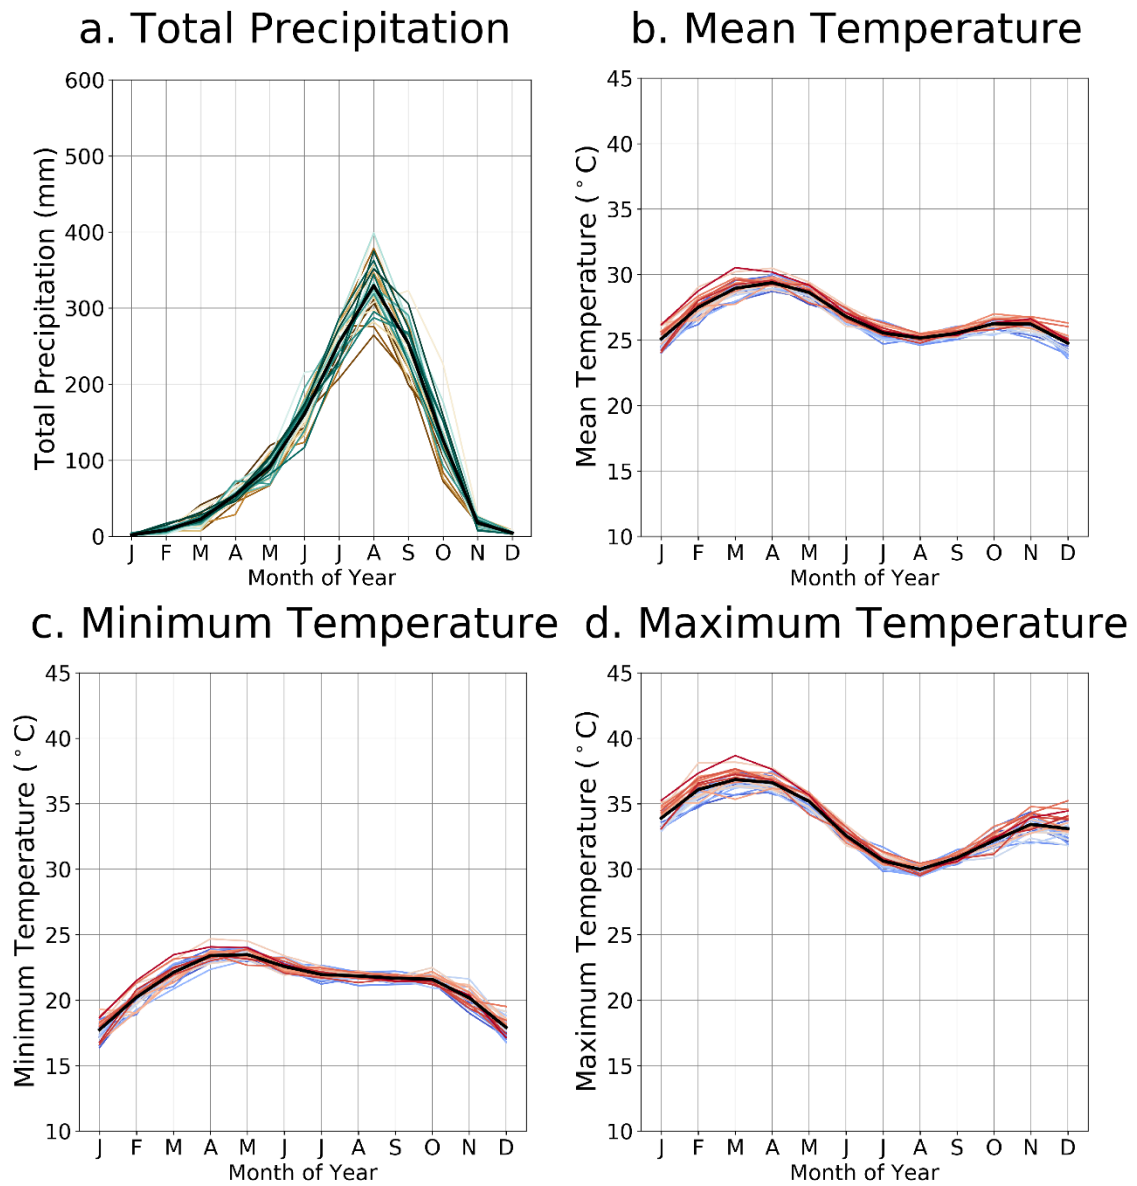 a. Total Precipitation
Total Precipitation (mm)
600
500
400
300
200
100
0
J F M A M J J A S O N D
Month of Year
b. Mean Temperature
Mean Temperature (°C)
45
40
35
30
25
20
15
10
J F M A M J J A S O N D
Month of Year
c. Minimum Temperature
Minimum Temperature (°C)
45
40
35
30
25
20
15
10
J F M A M J J A S O N D
Month of Year
d. Maximum Temperature
Maximum Temperature (°C)
45
40
35
30
25
20
15
10
J F M A M J J A S O N D
Month of Year